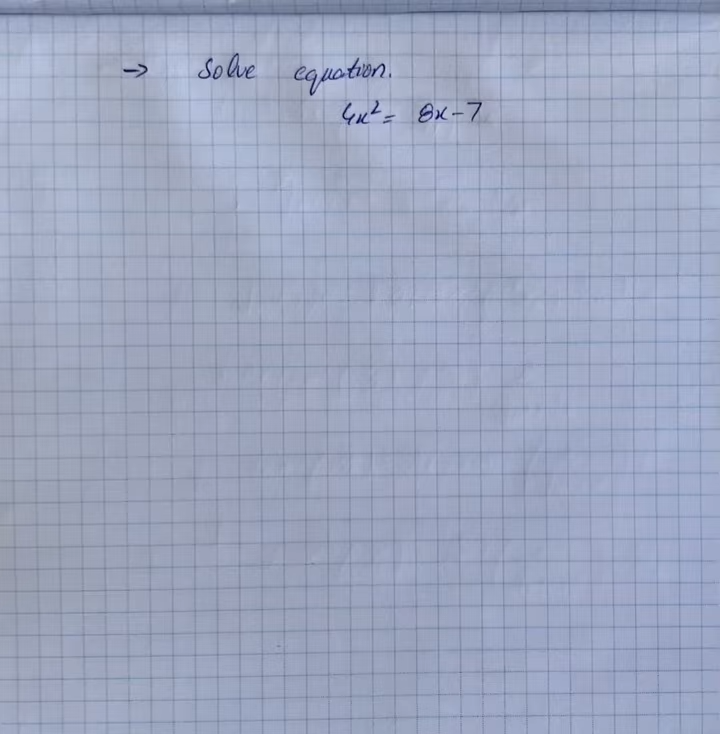 → Solve equation.
4x² = 8x - 7